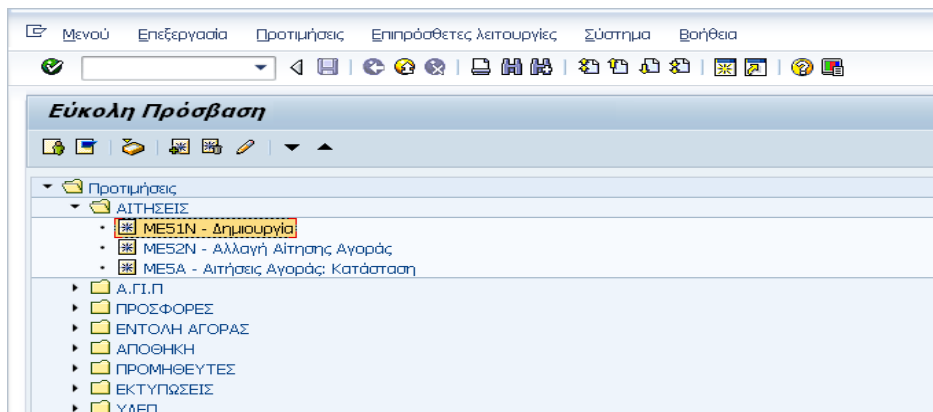 Μενού Επεξεργασία Προτιμήσεις Επιπρόσθετες λειτουργίες Σύστημα Βοήθεια
Εύκολη Πρόσβαση
Προτιμήσεις
ΑΙΤΗΣΕΙΣ
ME51N - Δημιουργία
ME52N - Αλλαγή Αίτησης Αγοράς
ME5A - Αιτήσεις Αγοράς: Κατάσταση
Α.ΓΙ.Π
ΠΡΟΣΦΟΡΕΣ
ΕΝΤΟΛΗ ΑΓΟΡΑΣ
ΑΠΟΘΗΚΗ
ΠΡΟΜΗΘΕΥΤΕΣ
ΕΚΤΥΠΩΣΕΙΣ